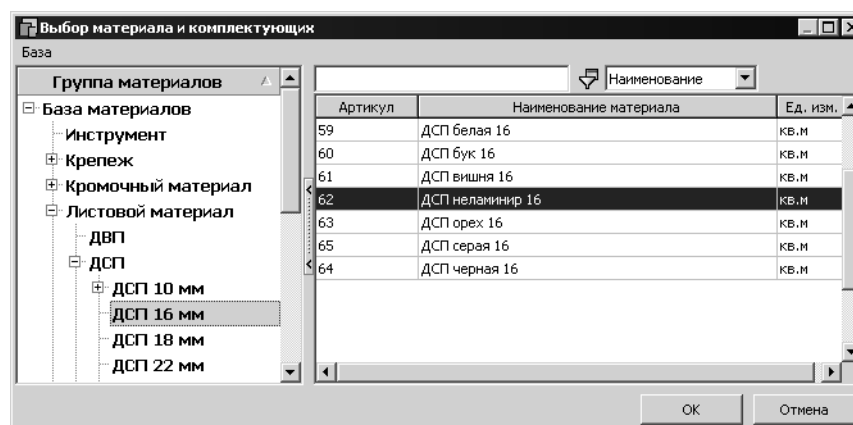 Выбор материала и комплектующих
База
Группа материалов
Наименование
База материалов
Инструмент
Крепеж
Кромочный материал
Листовой материал
ДВП
ДСП
ДСП 10 мм
ДСП 16 мм
ДСП 18 мм
ДСП 22 мм
Артикул Наименование материала Ед. изм.
59 ДСП белая 16 кв.м
60 ДСП бук 16 кв.м
61 ДСП вишня 16 кв.м
62 ДСП неламинир 16 кв.м
63 ДСП орех 16 кв.м
65 ДСП серая 16 кв.м
64 ДСП черная 16 кв.м
OK Отмена